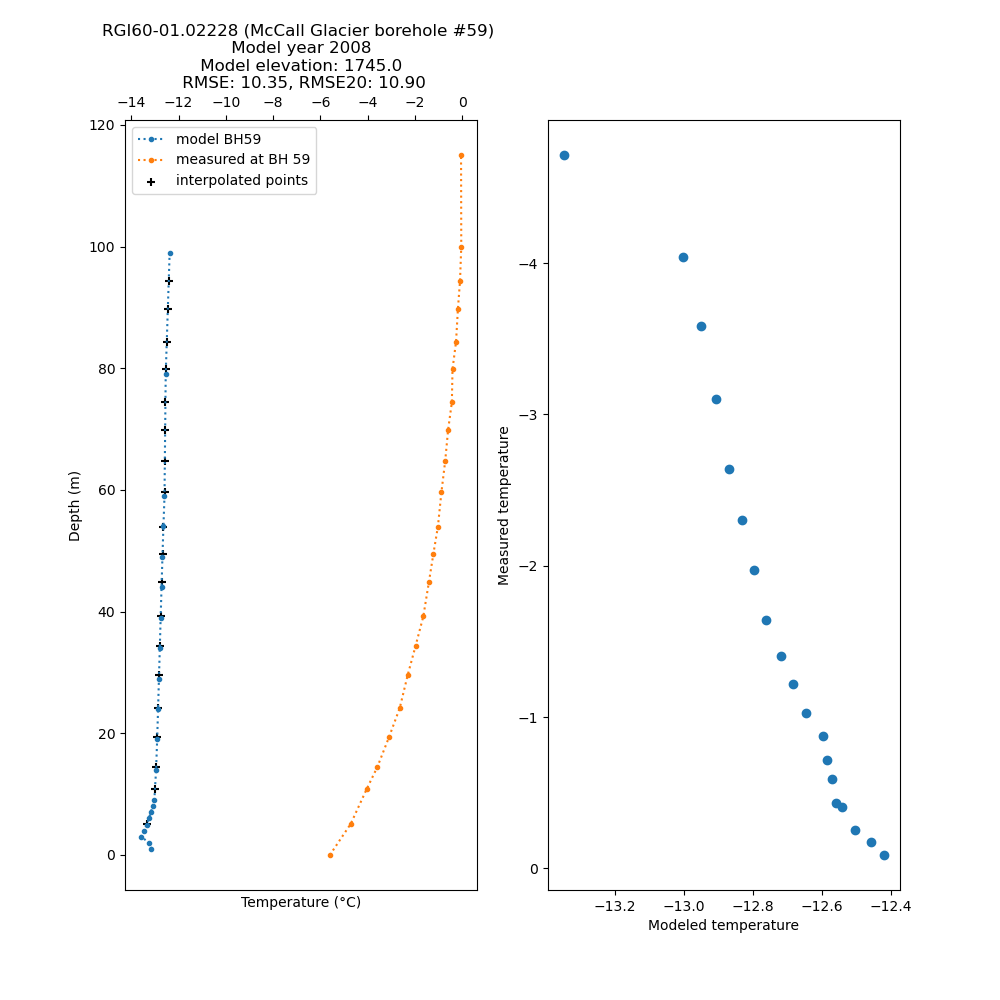 RGI60-01.02228 (McCall Glacier borehole #59)
Model year 2008
Model elevation: 1745.0
RMSE: 10.35, RMSE20: 10.90
−14 −12 −10 −8 −6 −4 −2 0
model BH59
measured at BH 59
interpolated points
120
100
80
60
40
20
0
Depth (m)
Temperature (°C)
−4
−3
−2
−1
0
Measured temperature
−13.2 −13.0 −12.8 −12.6 −12.4
Modeled temperature